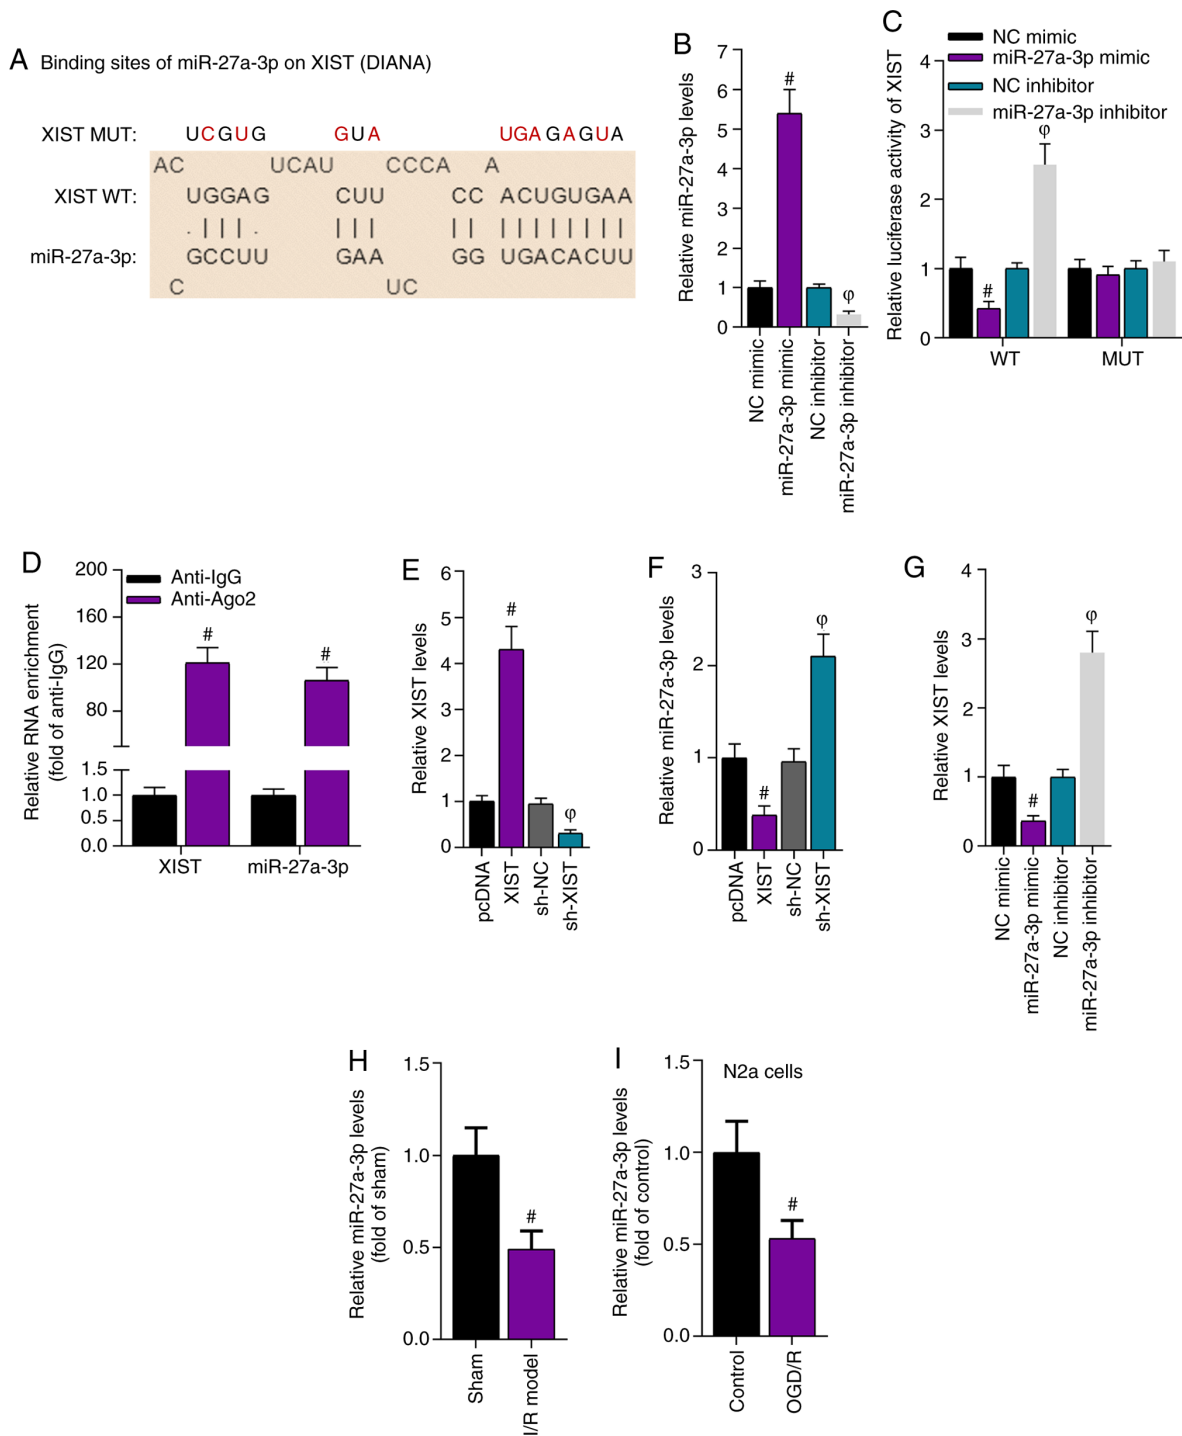 A Binding sites of miR-27a-3p on XIST (DIANA)
XIST MUT: UCGUG GUA UGAGAGUA
AC UCAU CCCA A
XIST WT: UGGAG CUU CC ACUGUGAA
miR-27a-3p: GCCUU GAA GG UGACACUU
C UC
B
Relative miR-27a-3p levels
7
6
5
4
3
2
1
0
#
φ
NC mimic
miR-27a-3p mimic
NC inhibitor
miR-27a-3p inhibitor
C
NC mimic
miR-27a-3p mimic
NC inhibitor
miR-27a-3p inhibitor
Relative luciferase activity of XIST
4
3
2
1
0
#
φ
WT MUT
D
Anti-IgG
Anti-Ago2
Relative RNA enrichment
(fold of anti-IgG)
200
160
120
80
1.5
1.0
0.5
0.0
# #
XIST miR-27a-3p
E
Relative XIST levels
6
5
4
3
2
1
0
#
φ
pcDNA
XIST
sh-NC
sh-XIST
F
Relative miR-27a-3p levels
3
2
1
0
#
φ
pcDNA
XIST
sh-NC
sh-XIST
G
Relative XIST levels
4
3
2
1
0
#
φ
NC mimic
miR-27a-3p mimic
NC inhibitor
miR-27a-3p inhibitor
H
Relative miR-27a-3p levels
(fold of sham)
1.5
1.0
0.5
0.0
#
Sham
I/R model
I
N2a cells
Relative miR-27a-3p levels
(fold of control)
1.5
1.0
0.5
0.0
#
Control
OGD/R